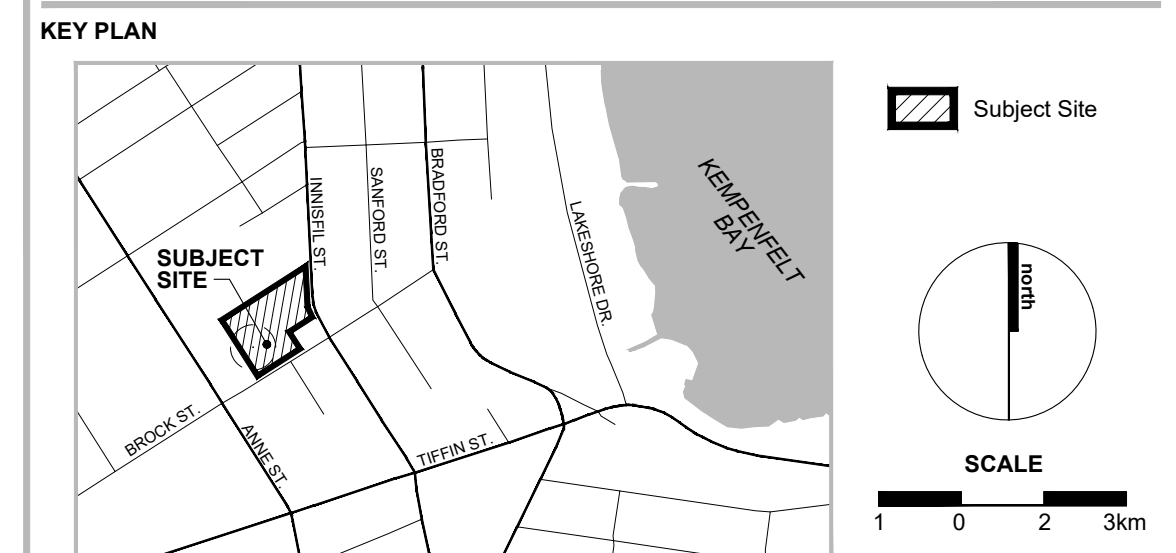 KEY PLAN
Subject Site
INNISFIL ST.
SANFORD ST.
BRADFORD ST.
LAKESHORE DR.
KEMPENFELT
BAY
SUBJECT
SITE
north
BROCK ST.
ANNE ST.
TIFFIN ST.
SCALE
1 0 2 3km